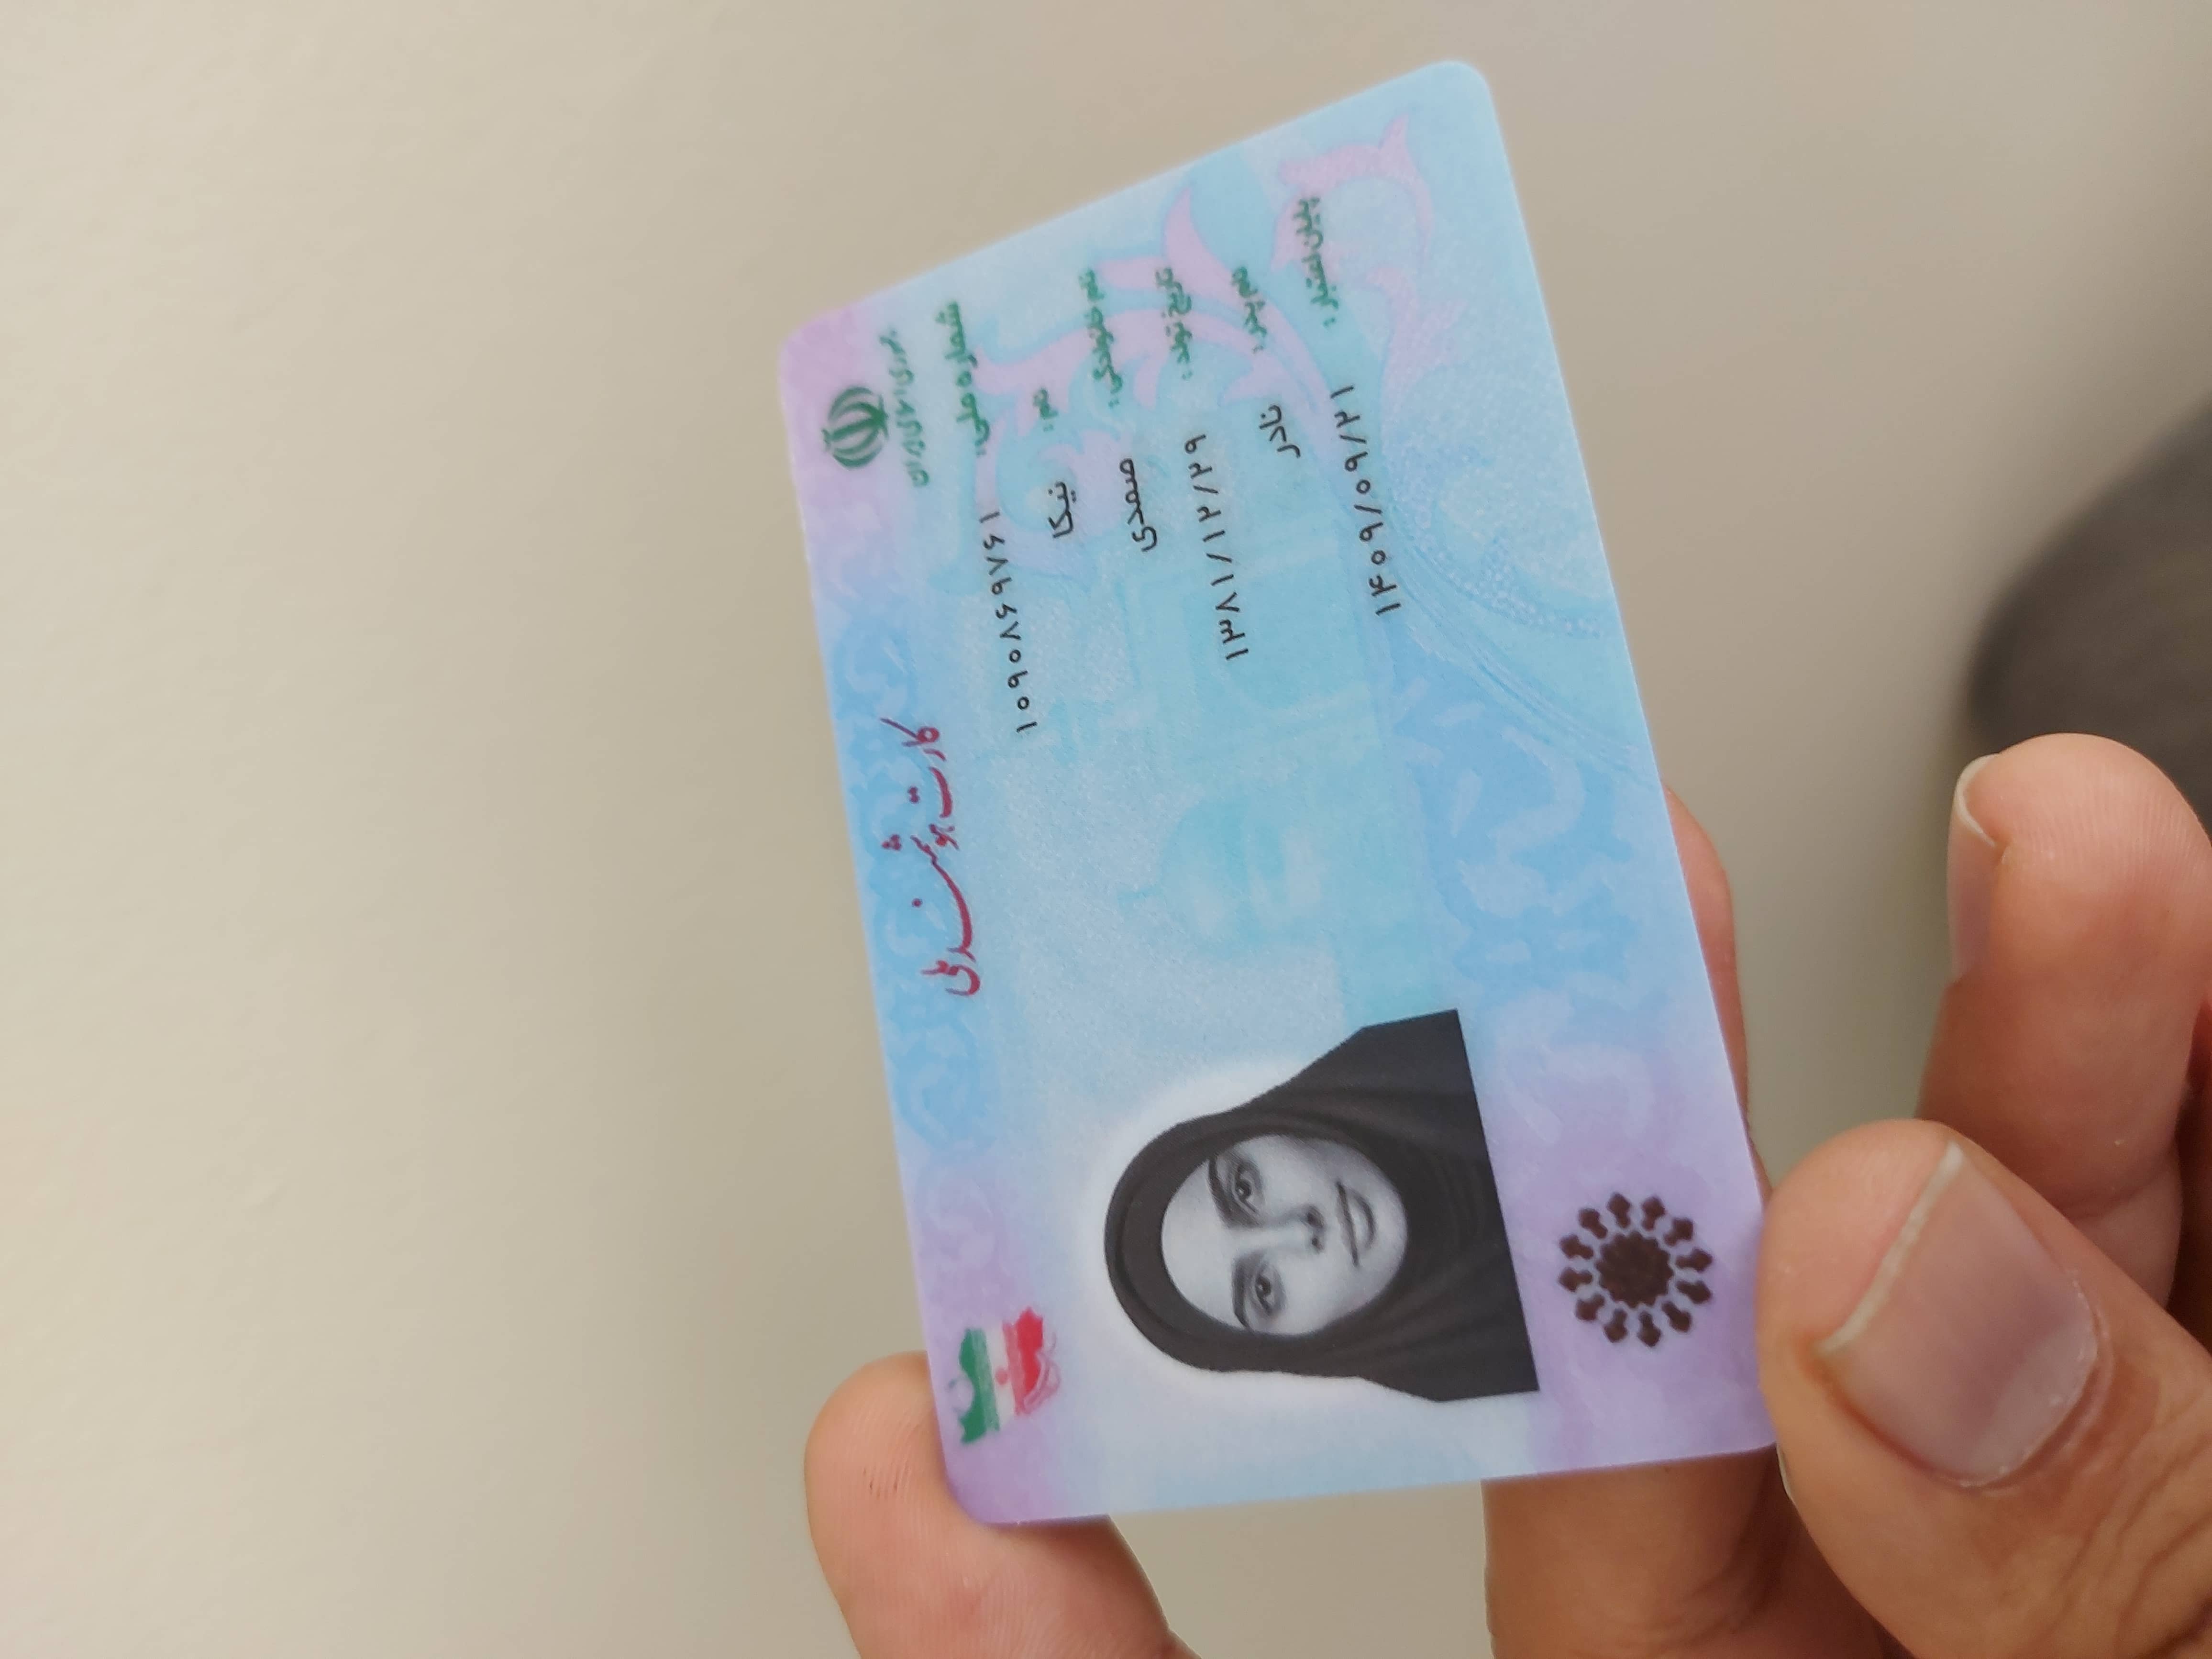 جمهوری اسلامی ایران
کارت هوشمند ملی
شماره ملی: ۱۰۹۰۸۶۹۷۶۱
نام: نیکا
نام خانوادگی: صمدی
تاریخ تولد: ۱۳۸۱/۱۲/۲۹
نام پدر: نادر
پایان اعتبار: ۱۴۰۹/۰۹/۲۱